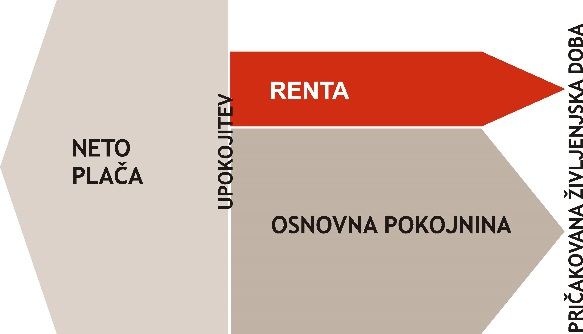 NETO
PLAČA
UPOKOJITEV
RENTA
OSNOVNA POKOJNINA
PRIČAKOVANA ŽIVLJENJSKA DOBA